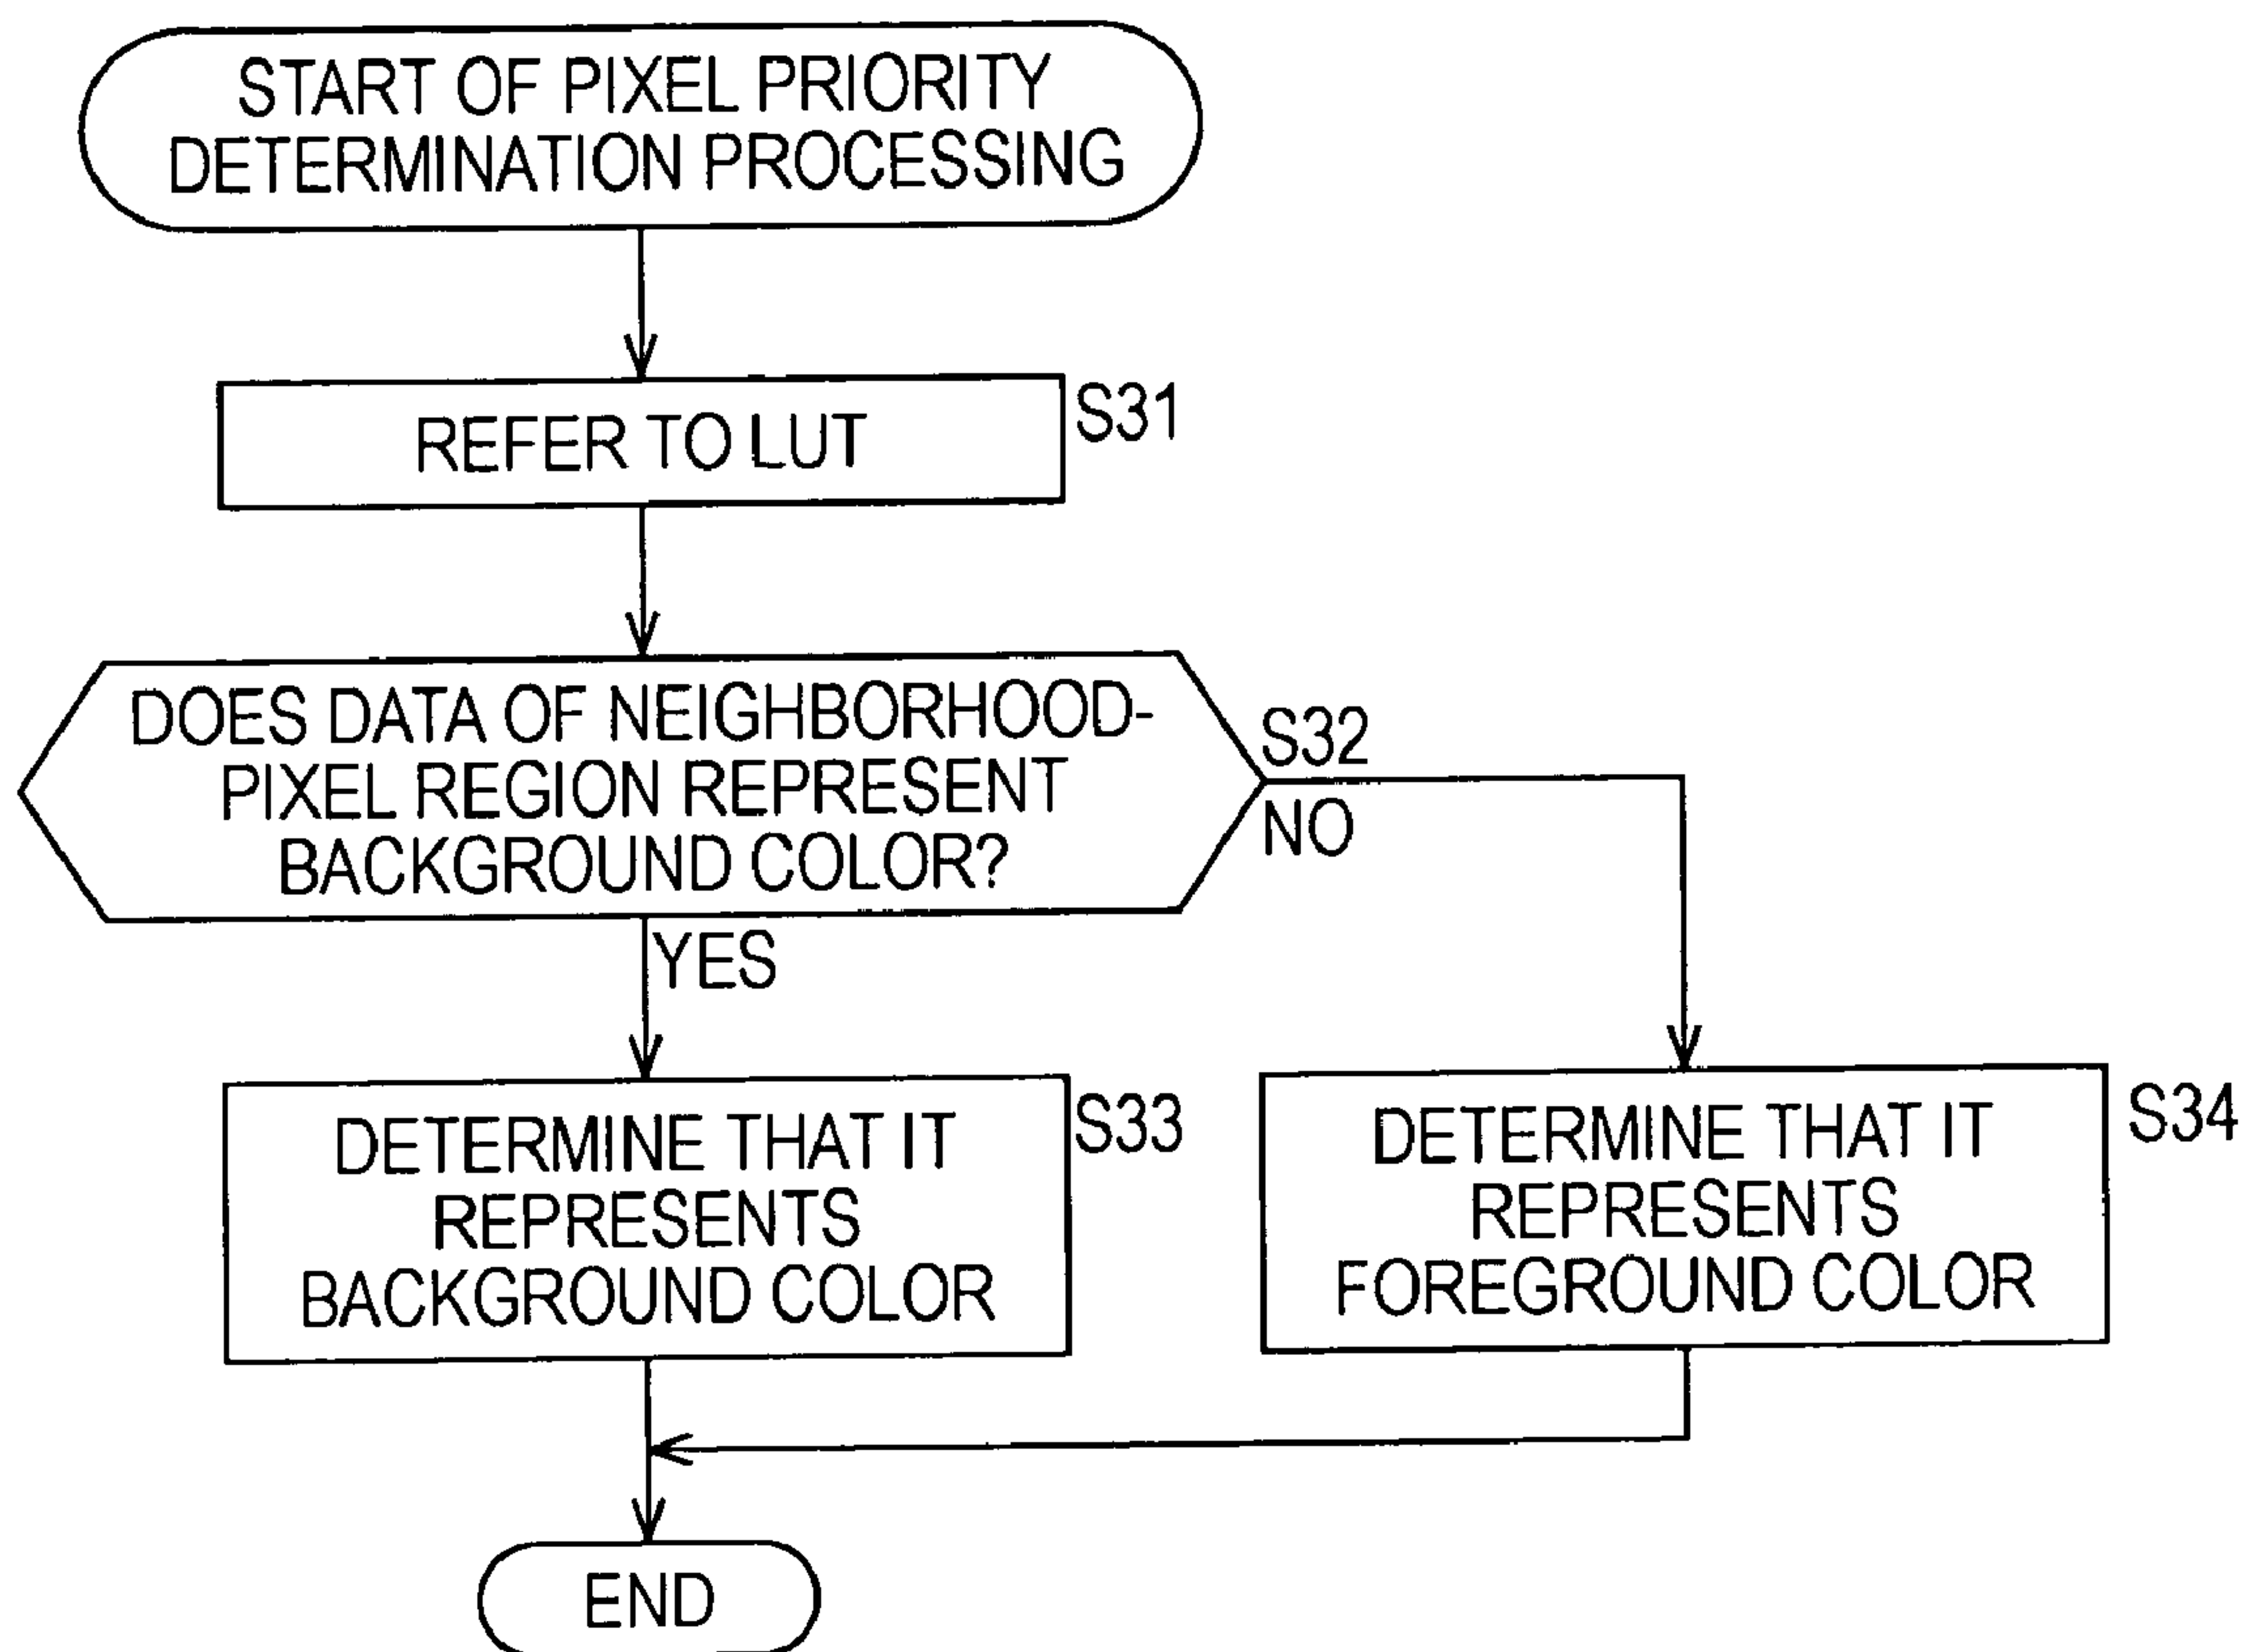 START OF PIXEL PRIORITY
DETERMINATION PROCESSING
REFER TO LUT
S31
DOES DATA OF NEIGHBORHOOD-
PIXEL REGION REPRESENT
BACKGROUND COLOR?
S32
NO
YES
DETERMINE THAT IT
REPRESENTS
BACKGROUND COLOR
S33
DETERMINE THAT IT
REPRESENTS
FOREGROUND COLOR
S34
END